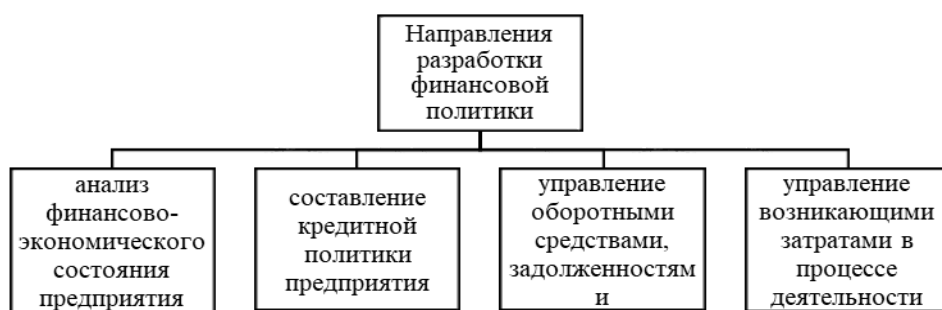 Направления
разработки
финансовой
политики
анализ
финансово-
экономического
состояния
предприятия
составление
кредитной
политики
предприятия
управление
оборотными
средствами,
задолженностям
и
управление
возникающими
затратами в
процессе
деятельности